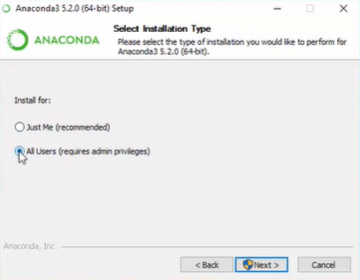 Anaconda3 5.2.0 (64-bit) Setup
ANACONDA
Select Installation Type
Please select the type of installation you would like to perform for
Anaconda3 5.2.0 (64-bit).
Install for:
Just Me (recommended)
All Users (requires admin privileges)
Anaconda, Inc.
< Back
Next >
Cancel